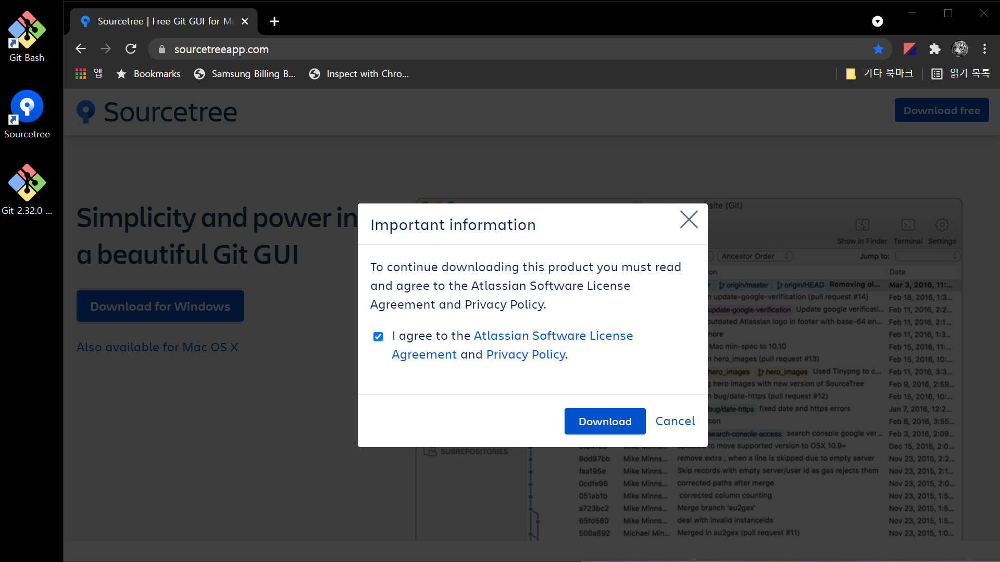 Git Bash
Sourcetree
Git-2.32.0-...
Sourcetree | Free Git GUI for Ma
sourcetreeapp.com
앱
Bookmarks
Samsung Billing B...
Inspect with Chro...
기타 북마크
읽기 목록
Sourcetree
Download free
Simplicity and power in
a beautiful Git GUI
Download for Windows
Also available for Mac OS X
Important information
To continue downloading this product you must read
and agree to the Atlassian Software License
Agreement and Privacy Policy.
I agree to the Atlassian Software License
Agreement and Privacy Policy.
Download
Cancel
site (Git)
Show in Finder Terminal Settings
Ancestor Order Jump to:
Date
origin/master origin/HEAD Removing ol... Mar 3, 2016, 11:...
update-google-verification (pull request #14) Feb 18, 2016, 1:3...
update-google-verification Update google verificati... Feb 11, 2016, 2:2...
outdated Atlassian logo in footer with base-64 en... Feb 11, 2016, 2:1...
Feb 11, 2016, 1:3...
Mac min-spec to 10.10 Feb 15, 2016, 11:...
hero_images (pull request #13) Feb 15, 2016, 10:...
hero_images hero_images Used Tinypng to c... Feb 11, 2016, 3:3...
hero images with new version of SourceTree Feb 9, 2016, 2:59...
bug/date-https (pull request #12) Feb 15, 2016, 10:...
bug/date-https fixed date and https errors Jan 7, 2016, 12:2...
Feb 8, 2016, 3:55...
search-console-access search console google ver... Feb 3, 2016, 2:09...
SUBREPOSITORIES
to move supported version to OSX 10.9+ Dec 15, 2015, 2:0...
8dd87bb Mike Minns... remove extra , when a line is skipped due to empty server Nov 23, 2015, 2:2...
faa195e Mike Minns... Skip records with empty server/user id as gas rejects them Nov 23, 2015, 2:1...
0cdfe96 Mike Minns... corrected paths after merge Nov 23, 2015, 2:0...
051ab1b Mike Minns... corrected column counting Nov 23, 2015, 1:5...
a723bc2 Mike Minns... Merge branch 'au2gex' Nov 23, 2015, 1:5...
65fd580 Mike Minns... deal with invalid instanceids Nov 23, 2015, 1:5...
500a892 Michael Min... Merged in au2gex (pull request #11) Nov 23, 2015, 1:0...